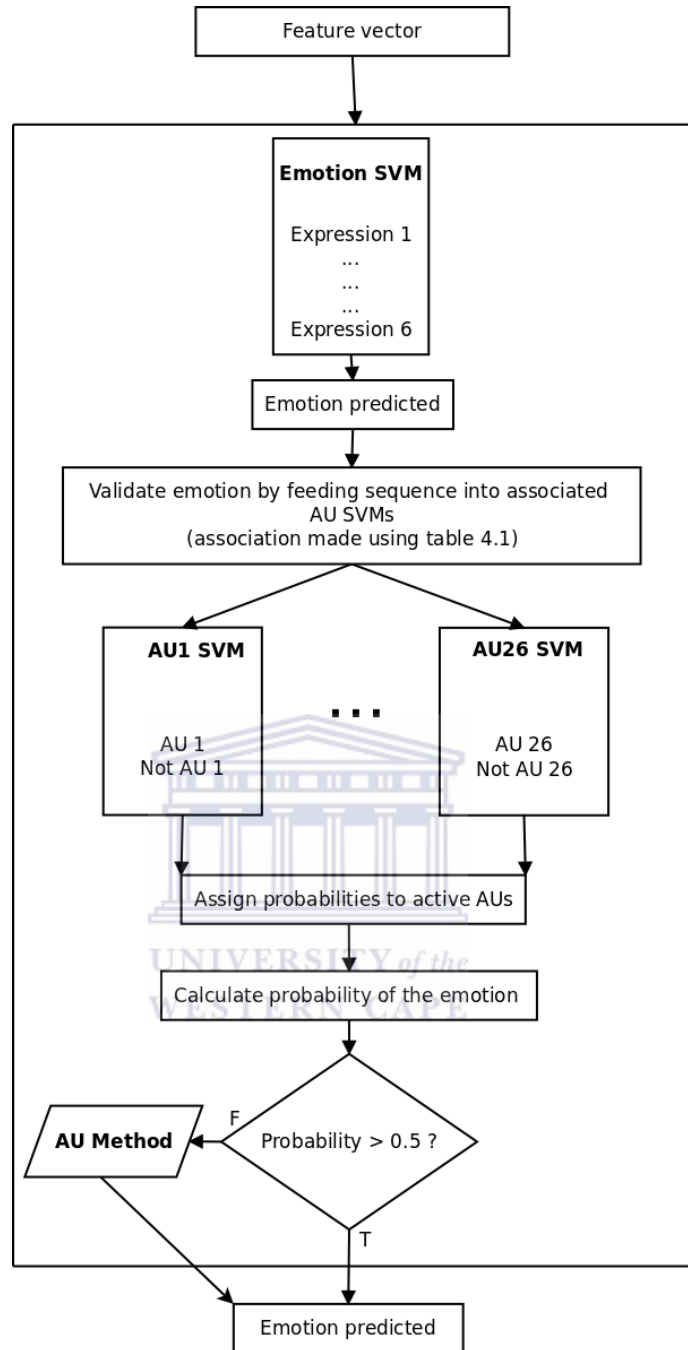 Feature vector
Emotion SVM
Expression 1
...
...
...
Expression 6
Emotion predicted
Validate emotion by feeding sequence into associated
AU SVMs
(association made using table 4.1)
AU1 SVM
AU 1
Not AU 1
...
AU26 SVM
AU 26
Not AU 26
Assign probabilities to active AUs
UNIVERSITY of the
Calculate probability of the emotion
WESTERN CAPE
Probability > 0.5 ?
F
AU Method
T
Emotion predicted